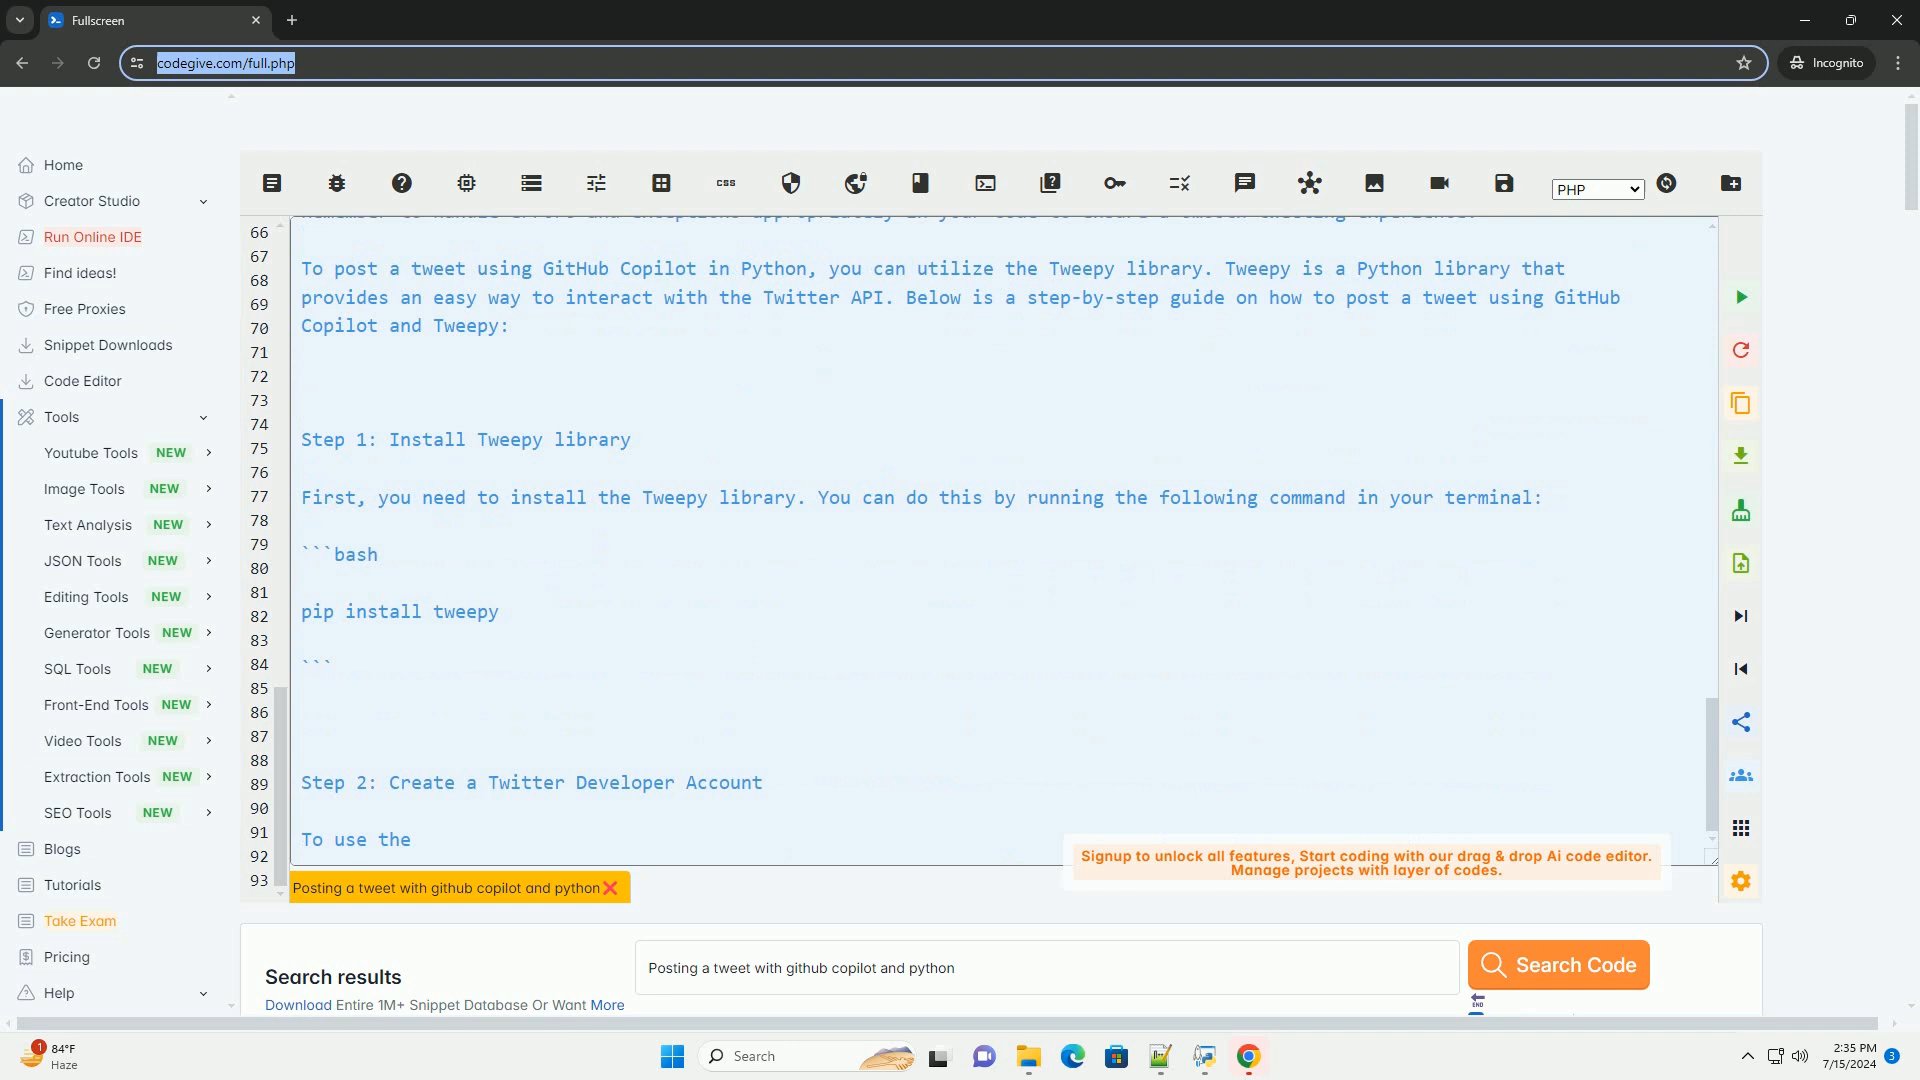 Fullscreen
codegive.com/full.php
Incognito
Home
Creator Studio
Run Online IDE
Find ideas!
Free Proxies
Snippet Downloads
Code Editor
Tools
Youtube Tools NEW
Image Tools NEW
Text Analysis NEW
JSON Tools NEW
Editing Tools NEW
Generator Tools NEW
SQL Tools NEW
Front-End Tools NEW
Video Tools NEW
Extraction Tools NEW
SEO Tools NEW
Blogs
Tutorials
Take Exam
Pricing
Help
CSS
PHP
66
67
68
69
70
71
72
73
74
75
76
77
78
79
80
81
82
83
84
85
86
87
88
89
90
91
92
93
To post a tweet using GitHub Copilot in Python, you can utilize the Tweepy library. Tweepy is a Python library that
provides an easy way to interact with the Twitter API. Below is a step-by-step guide on how to post a tweet using GitHub
Copilot and Tweepy:
Step 1: Install Tweepy library
First, you need to install the Tweepy library. You can do this by running the following command in your terminal:
```bash
pip install tweepy
```
Step 2: Create a Twitter Developer Account
To use the
Signup to unlock all features, Start coding with our drag & drop Ai code editor.
Manage projects with layer of codes.
Posting a tweet with github copilot and python
Search results
Download Entire 1M+ Snippet Database Or Want More
Posting a tweet with github copilot and python
Search Code
END
1
84°F
Haze
Search
2:35 PM
7/15/2024
3